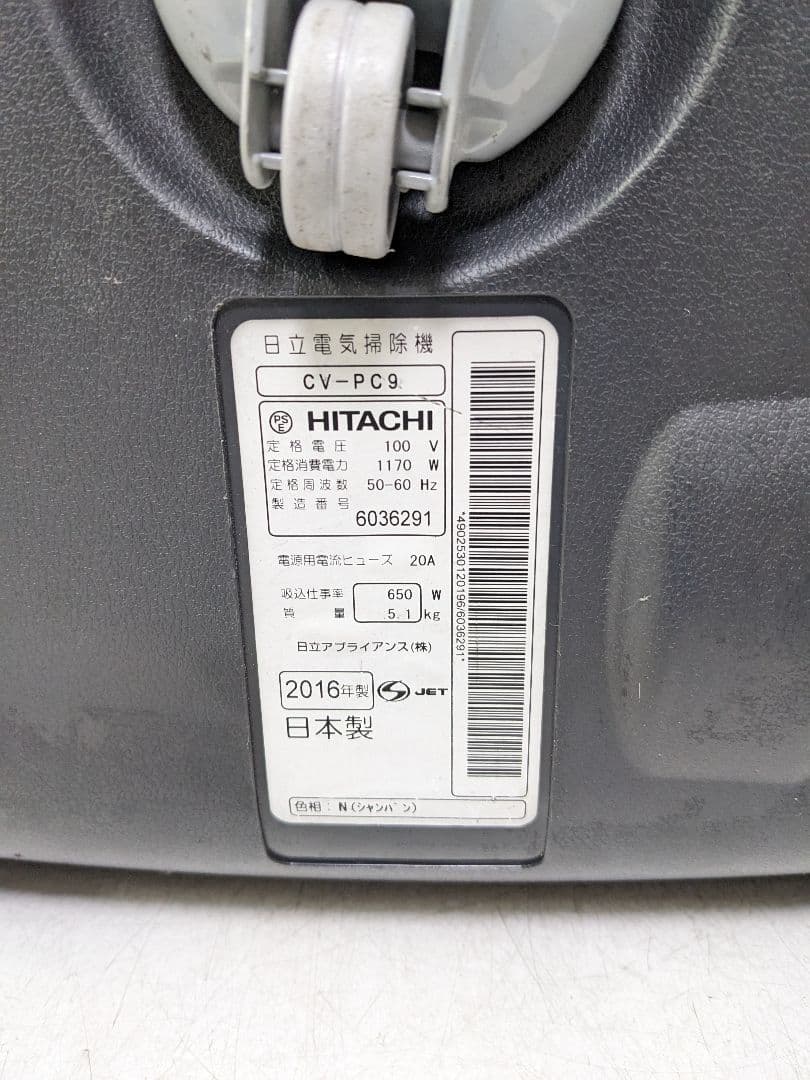 日立電気掃除機
CV-PC9
PS
E
HITACHI
定格電圧 100 V
定格消費電力 1170 W
定格周波数 50-60 Hz
製造番号
6036291
電源用電流ヒューズ 20A
吸込仕事率 650 W
質量 5.1 kg
日立アプライアンス(株)
2016年製 S JET
日本製
色相：N(シャンパン)
*4902530120196/6036291*